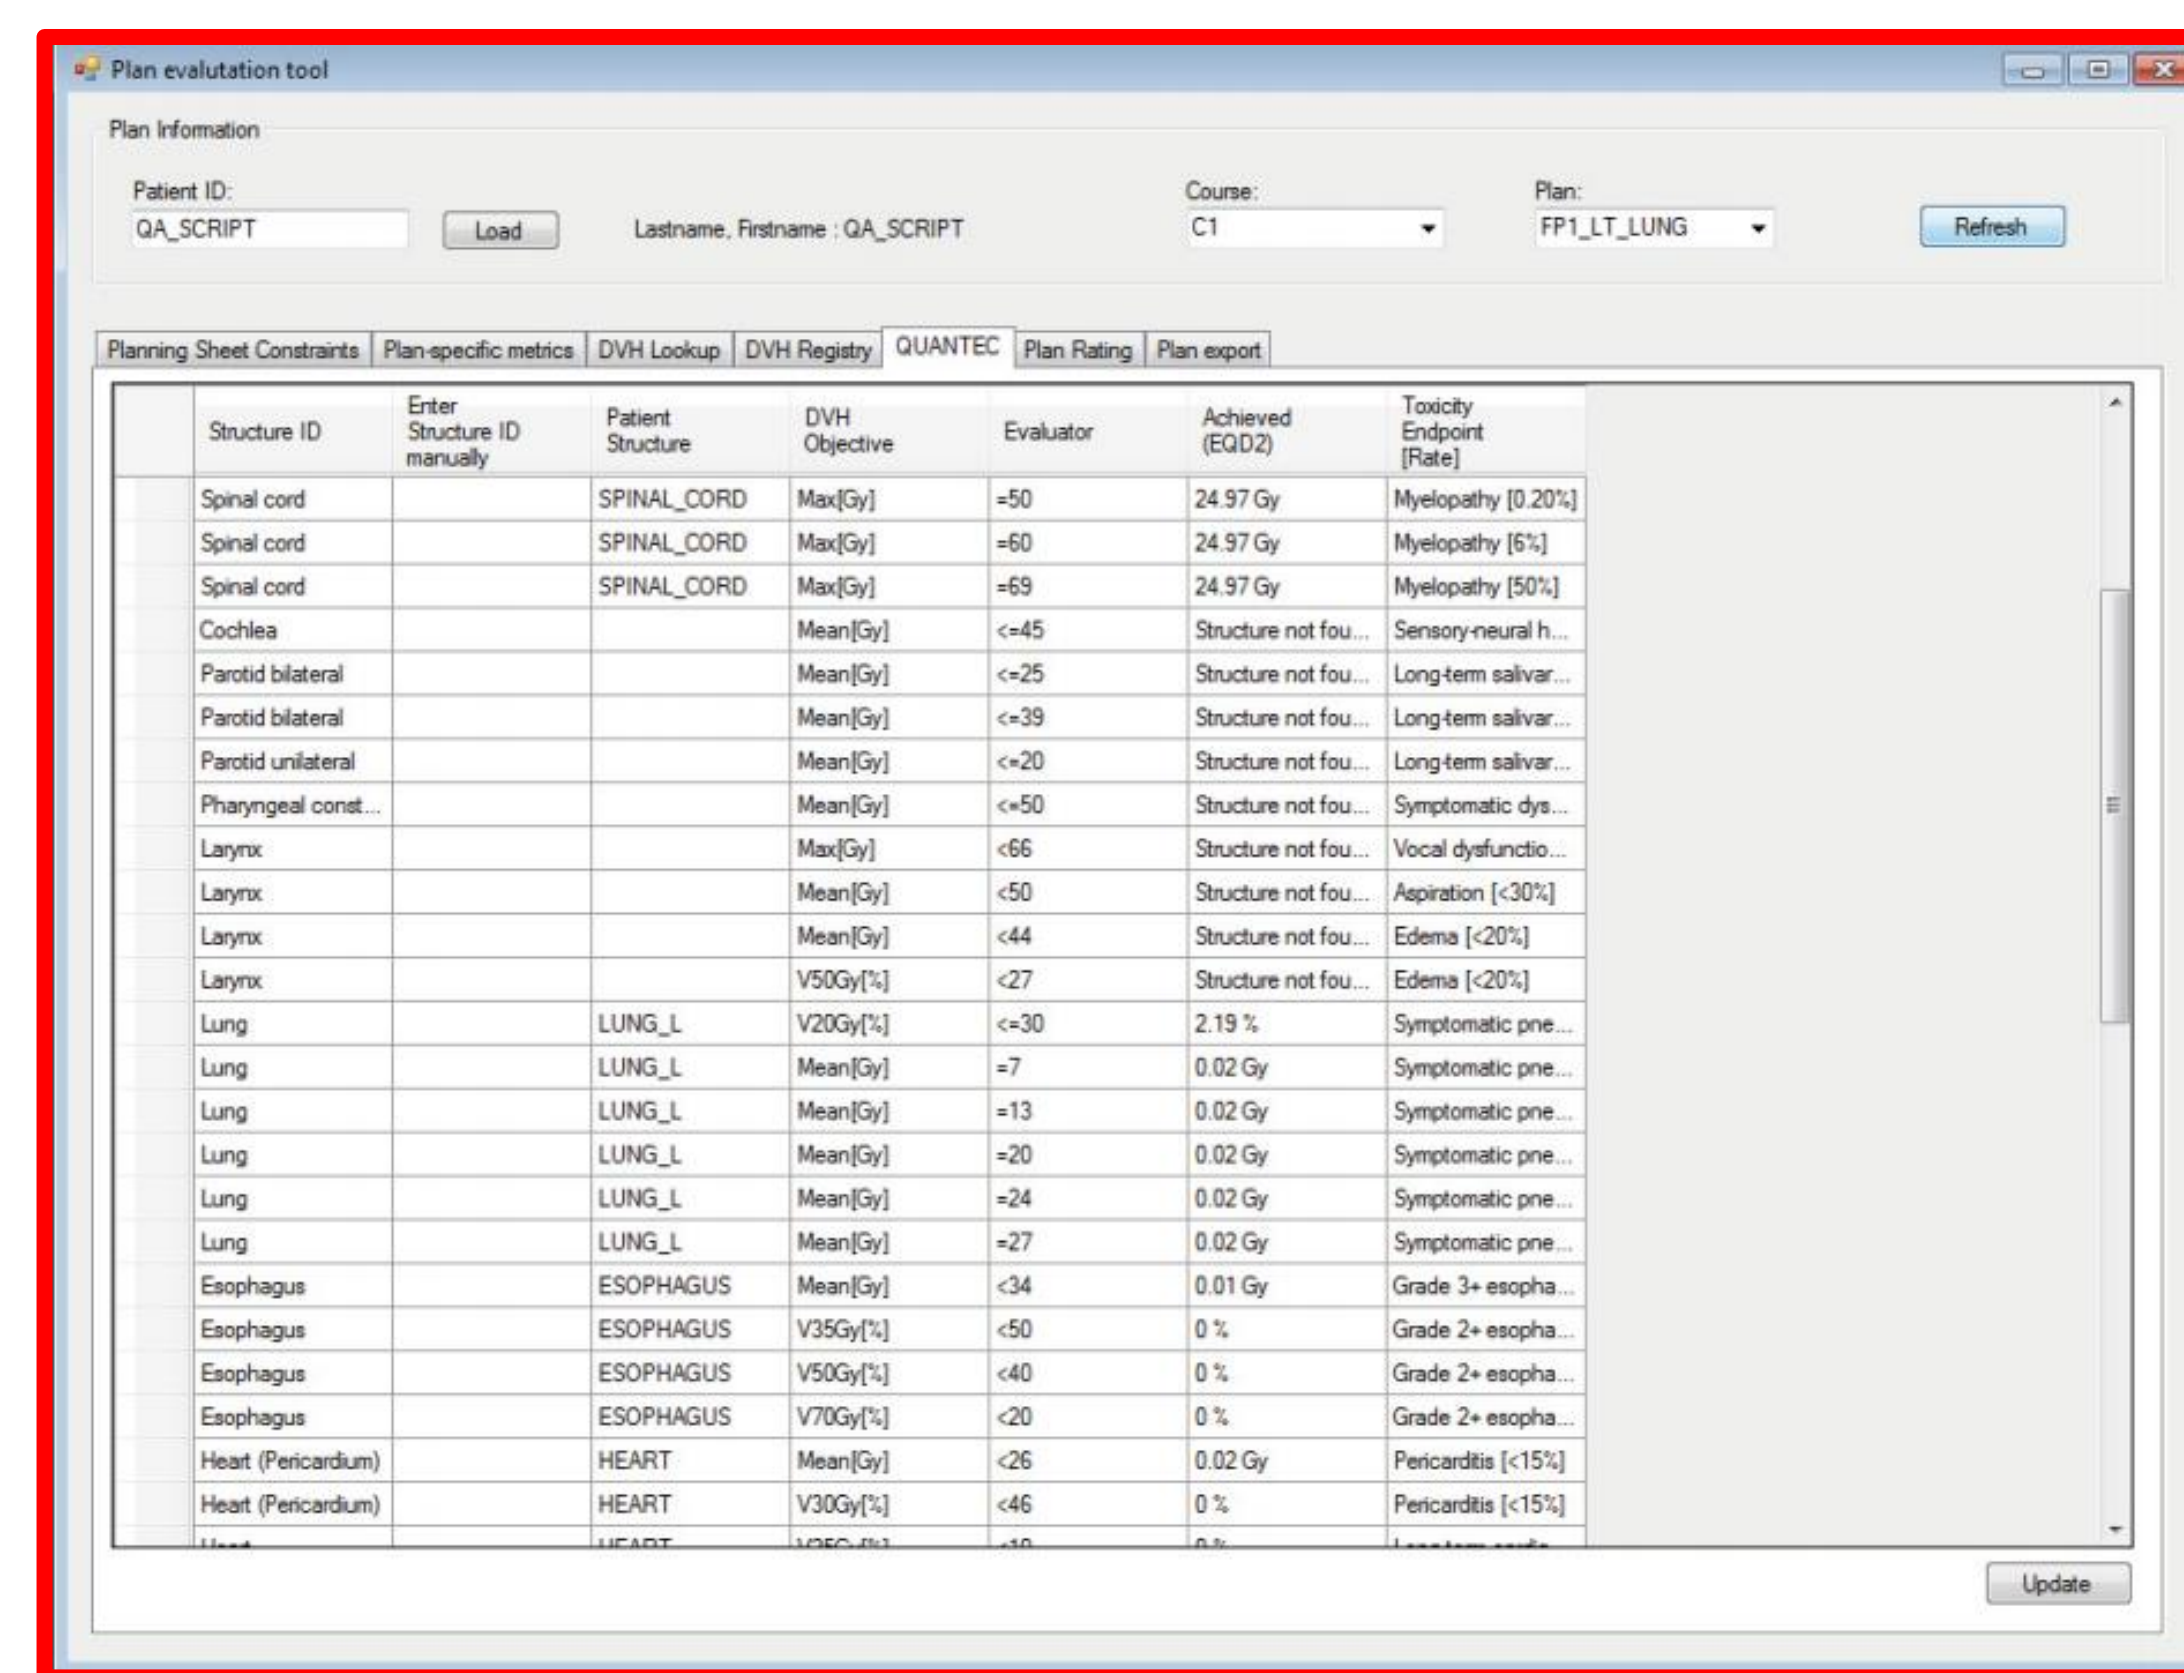 Plan evalutation tool
Plan Information
Patient ID:
Course:
Plan:
QA_SCRIPT Load Lastname, Firstname : QA_SCRIPT C1 FP1_LT_LUNG Refresh
Planning Sheet Constraints Plan-specific metrics DVH Lookup DVH Registry QUANTEC Plan Rating Plan export
Structure ID Enter Structure ID manually Patient Structure DVH Objective Evaluator Achieved (EQD2) Toxicity Endpoint [Rate]
Spinal cord SPINAL_CORD Max[Gy] =50 24.97 Gy Myelopathy [0.20%]
Spinal cord SPINAL_CORD Max[Gy] =60 24.97 Gy Myelopathy [6%]
Spinal cord SPINAL_CORD Max[Gy] =69 24.97 Gy Myelopathy [50%]
Cochlea Mean[Gy] <=45 Structure not fou... Sensory-neural h...
Parotid bilateral Mean[Gy] <=25 Structure not fou... Long-term salivar...
Parotid bilateral Mean[Gy] <=39 Structure not fou... Long-term salivar...
Parotid unilateral Mean[Gy] <=20 Structure not fou... Long-term salivar...
Pharyngeal const... Mean[Gy] <=50 Structure not fou... Symptomatic dys...
Larynx Max[Gy] <66 Structure not fou... Vocal dysfunctio...
Larynx Mean[Gy] <50 Structure not fou... Aspiration [<30%]
Larynx Mean[Gy] <44 Structure not fou... Edema [<20%]
Larynx V50Gy[%] <27 Structure not fou... Edema [<20%]
Lung LUNG_L V20Gy[%] <=30 2.19 % Symptomatic pne...
Lung LUNG_L Mean[Gy] =7 0.02 Gy Symptomatic pne...
Lung LUNG_L Mean[Gy] =13 0.02 Gy Symptomatic pne...
Lung LUNG_L Mean[Gy] =20 0.02 Gy Symptomatic pne...
Lung LUNG_L Mean[Gy] =24 0.02 Gy Symptomatic pne...
Lung LUNG_L Mean[Gy] =27 0.02 Gy Symptomatic pne...
Esophagus ESOPHAGUS Mean[Gy] <34 0.01 Gy Grade 3+ esopha...
Esophagus ESOPHAGUS V35Gy[%] <50 0 % Grade 2+ esopha...
Esophagus ESOPHAGUS V50Gy[%] <40 0 % Grade 2+ esopha...
Esophagus ESOPHAGUS V70Gy[%] <20 0 % Grade 2+ esopha...
Heart (Pericardium) HEART Mean[Gy] <26 0.02 Gy Pericarditis [<15%]
Heart (Pericardium) HEART V30Gy[%] <46 0 % Pericarditis [<15%]
Update